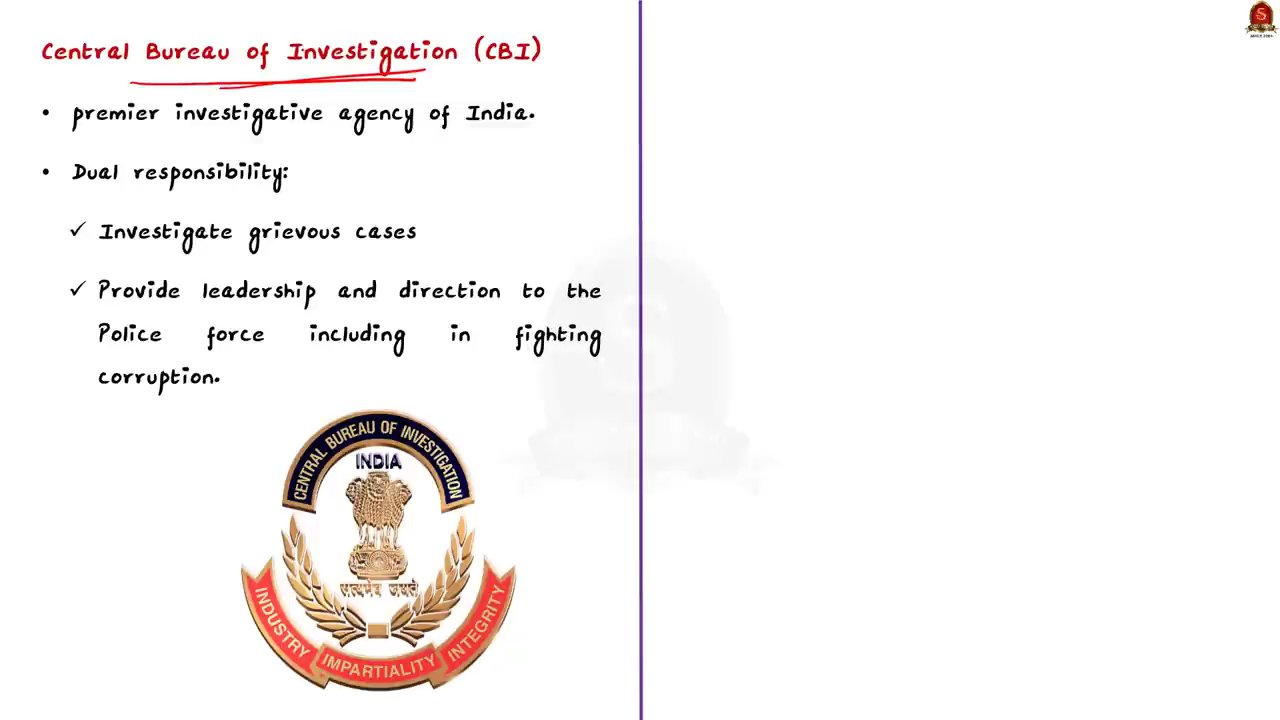 Central Bureau of Investigation (CBI)
• premier investigative agency of India.
• Dual responsibility:
✓ Investigate grievous cases
✓ Provide leadership and direction to the
Police force including in fighting
corruption.
CENTRAL BUREAU OF INVESTIGATION
INDIA
सत्यमेव जयते
INDUSTRY
IMPARTIALITY
INTEGRITY